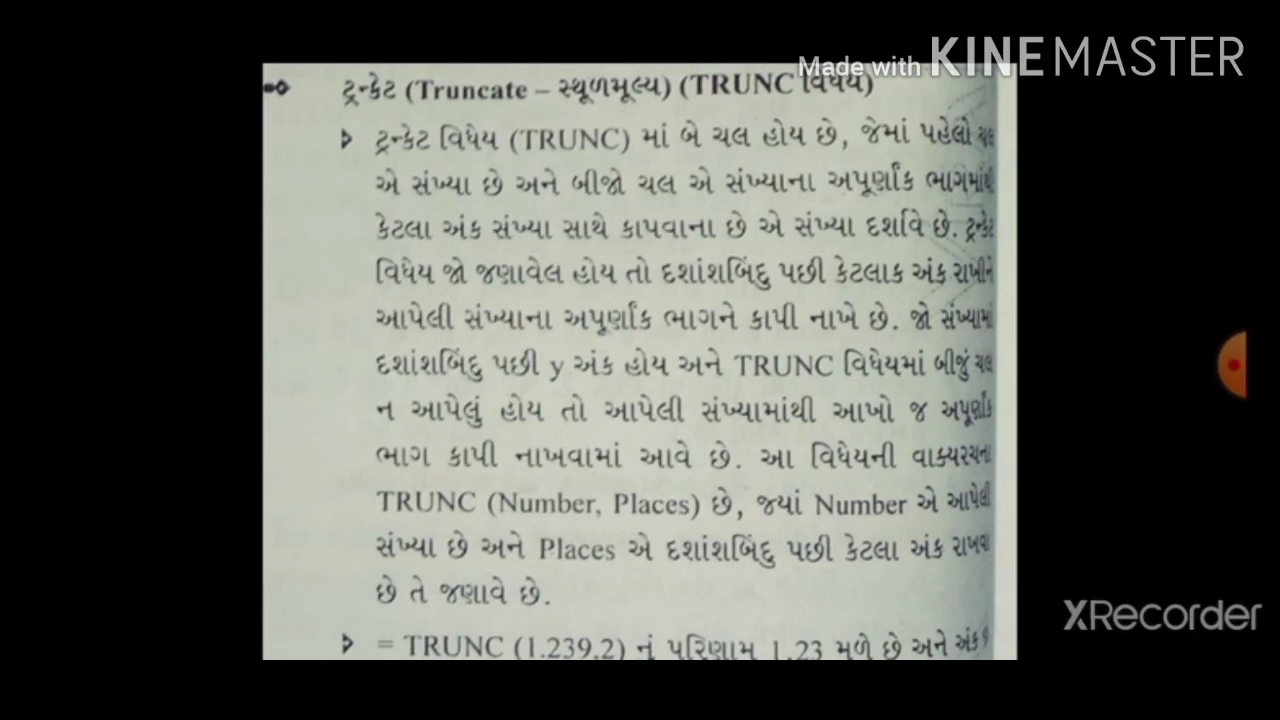 Made with KINEMASTER
ટ્રન્કેટ (Truncate – સ્થૂળમૂલ્ય) (TRUNC વિધેય)
ટ્રન્કેટ વિધેય (TRUNC) માં બે ચલ હોય છે, જેમાં પહેલો ચલ
એ સંખ્યા છે અને બીજો ચલ એ સંખ્યાના અપૂર્ણાંક ભાગમાંથી
કેટલા અંક સંખ્યા સાથે કાપવાના છે એ સંખ્યા દર્શાવે છે. ટ્રન્કેટ
વિધેય જો જણાવેલ હોય તો દશાંશબિંદુ પછી કેટલાક અંક રાખીને
આપેલી સંખ્યાના અપૂર્ણાંક ભાગને કાપી નાખે છે. જો સંખ્યામાં
દશાંશબિંદુ પછી y અંક હોય અને TRUNC વિધેયમાં બીજું ચલ
ન આપેલું હોય તો આપેલી સંખ્યામાંથી આખો જ અપૂર્ણાંક
ભાગ કાપી નાખવામાં આવે છે. આ વિધેયની વાક્યરચના
TRUNC (Number, Places) છે, જયાં Number એ આપેલી
સંખ્યા છે અને Places એ દશાંશબિંદુ પછી કેટલા અંક રાખવા
છે તે જણાવે છે.
= TRUNC (1.239,2) નું પરિણામ 1.23 મળે છે અને અંક 9
XRecorder